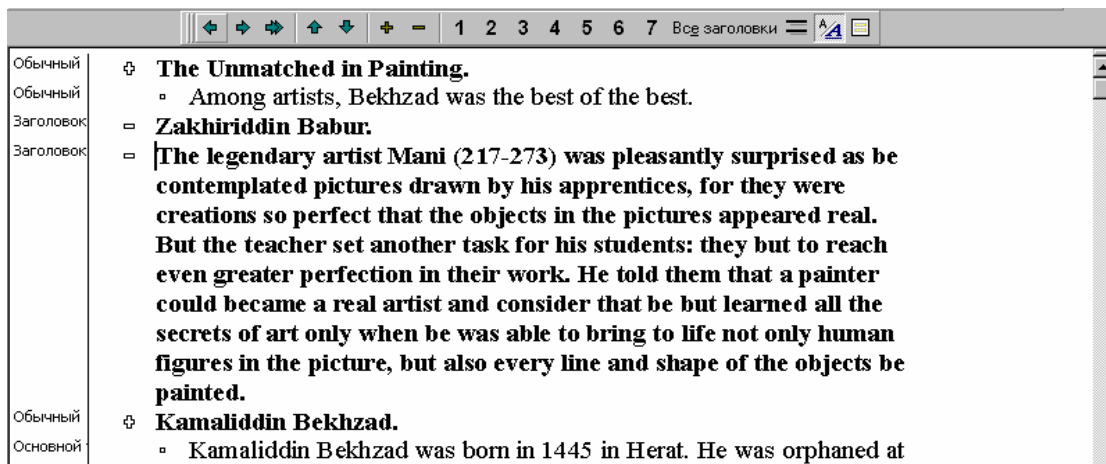 1 2 3 4 5 6 7 Все заголовки
Обычный The Unmatched in Painting.
Обычный Among artists, Bekhzad was the best of the best.
Заголовок Zakhiriddin Babur.
Заголовок The legendary artist Mani (217-273) was pleasantly surprised as be
contemplated pictures drawn by his apprentices, for they were
creations so perfect that the objects in the pictures appeared real.
But the teacher set another task for his students: they but to reach
even greater perfection in their work. He told them that a painter
could became a real artist and consider that be but learned all the
secrets of art only when be was able to bring to life not only human
figures in the picture, but also every line and shape of the objects be
painted.
Обычный Kamaliddin Bekhzad.
Основной Kamaliddin Bekhzad was born in 1445 in Herat. He was orphaned at